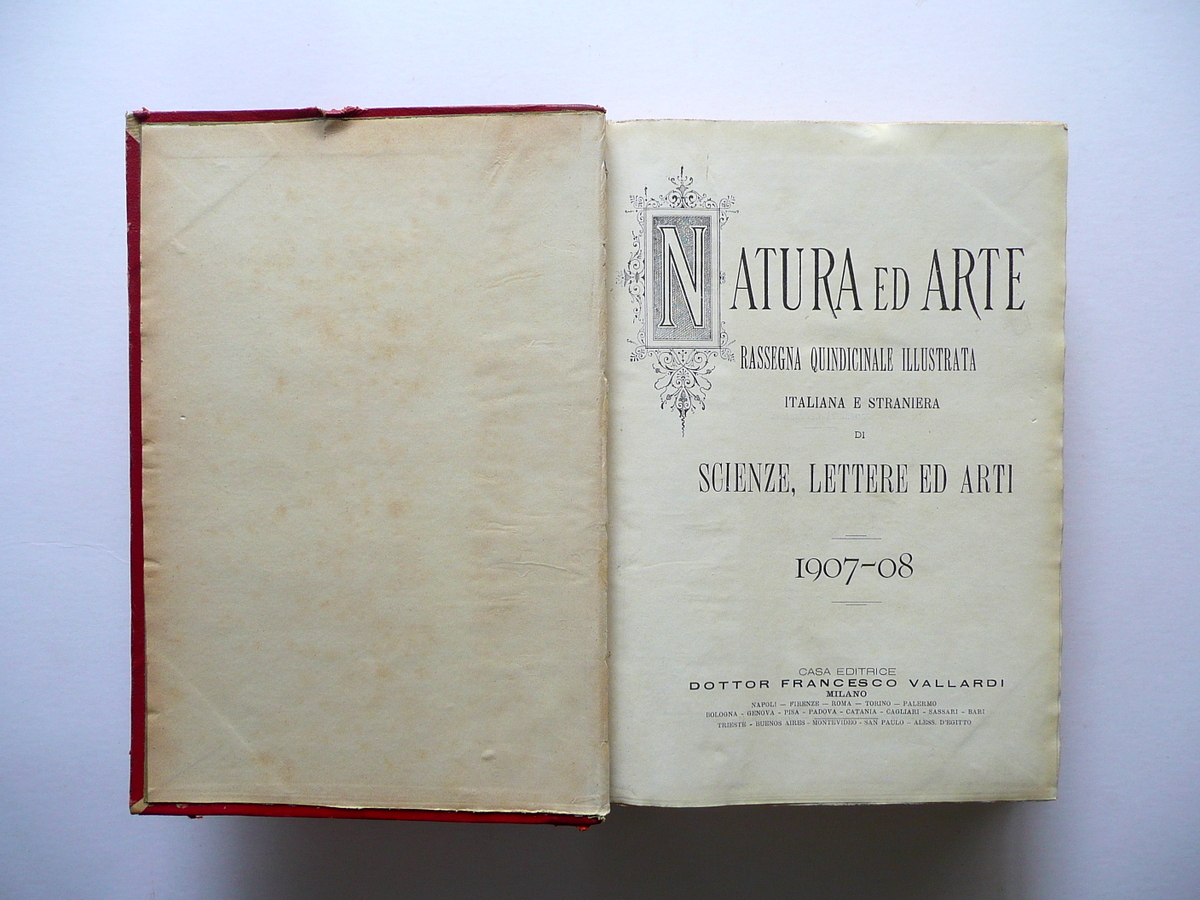 NATURA ED ARTE
RASSEGNA QUINDICINALE ILLUSTRATA
ITALIANA E STRANIERA
DI
SCIENZE, LETTERE ED ARTI
1907-08
CASA EDITRICE
DOTTOR FRANCESCO VALLARDI
MILANO
NAPOLI — FIRENZE — ROMA — TORINO — PALERMO
BOLOGNA - GENOVA - PISA - PADOVA - CATANIA - CAGLIARI - SASSARI - BARI
TRIESTE - BUENOS AIRES - MONTEVIDEO - SAN PAULO - ALESS. D'EGITTO